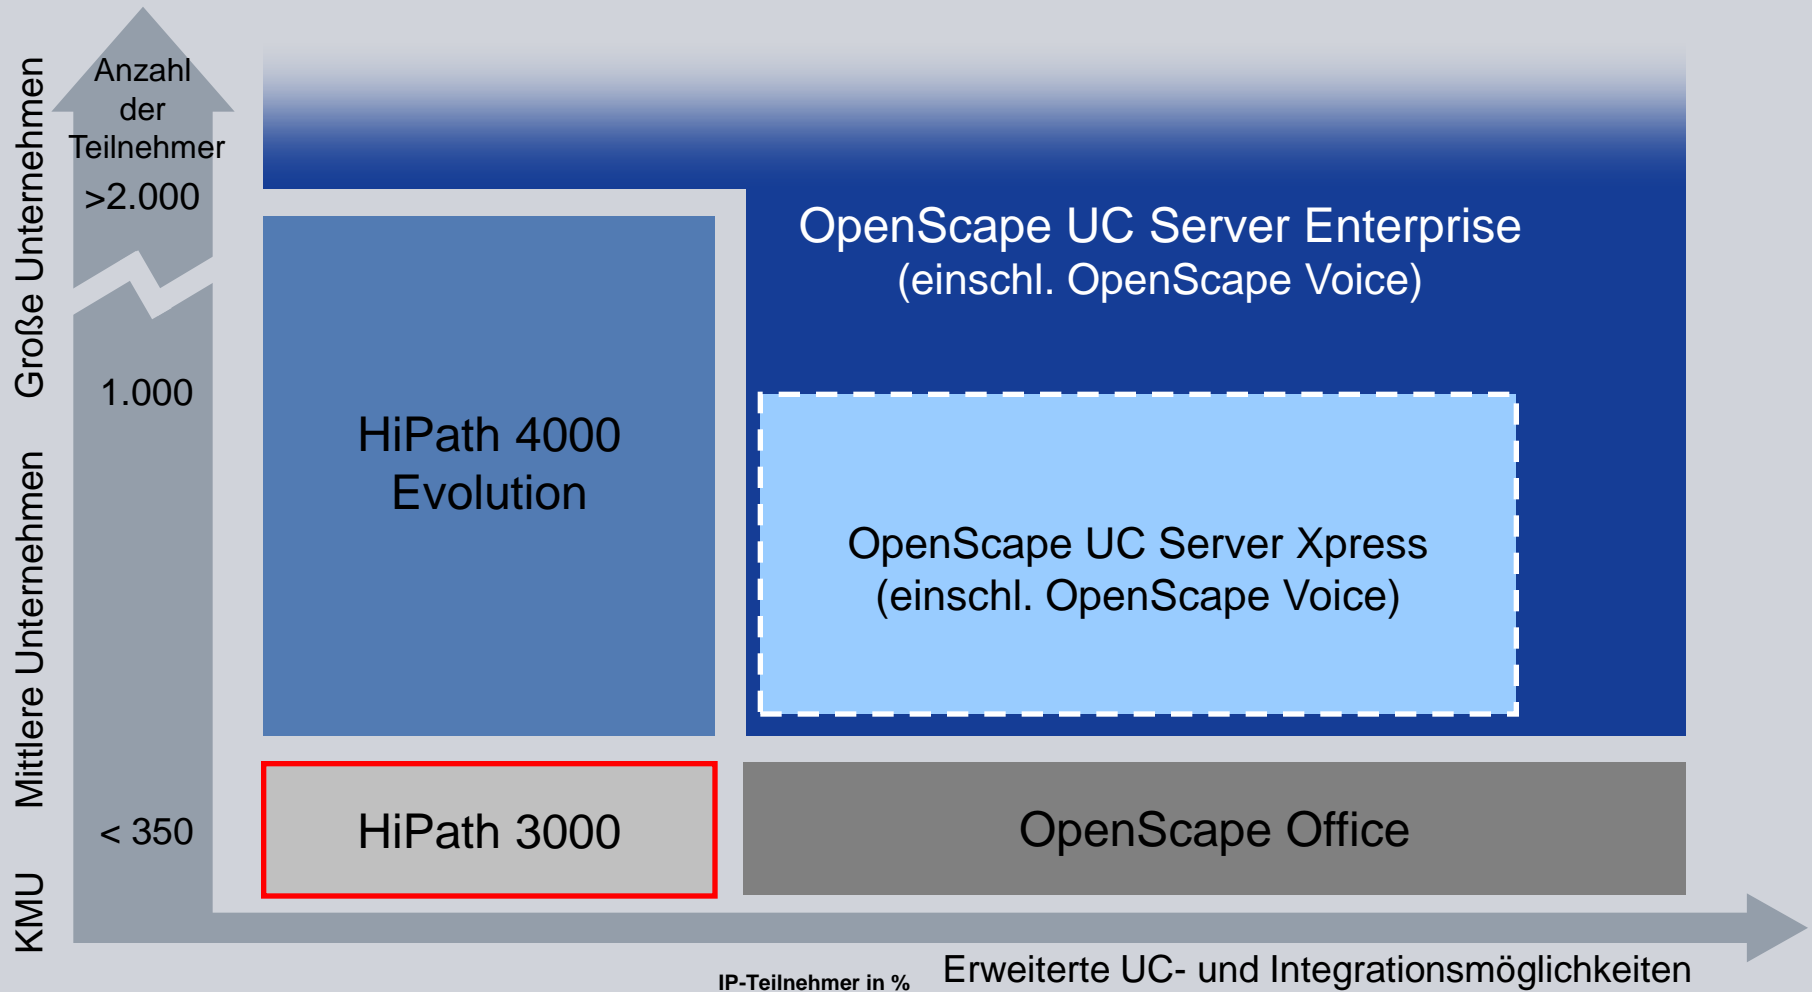 Große Unternehmen
Mittlere Unternehmen
KMU
Anzahl
der
Teilnehmer
>2.000
1.000
< 350
OpenScape UC Server Enterprise
(einschl. OpenScape Voice)
HiPath 4000
Evolution
OpenScape UC Server Xpress
(einschl. OpenScape Voice)
HiPath 3000
OpenScape Office
IP-Teilnehmer in %
Erweiterte UC- und Integrationsmöglichkeiten